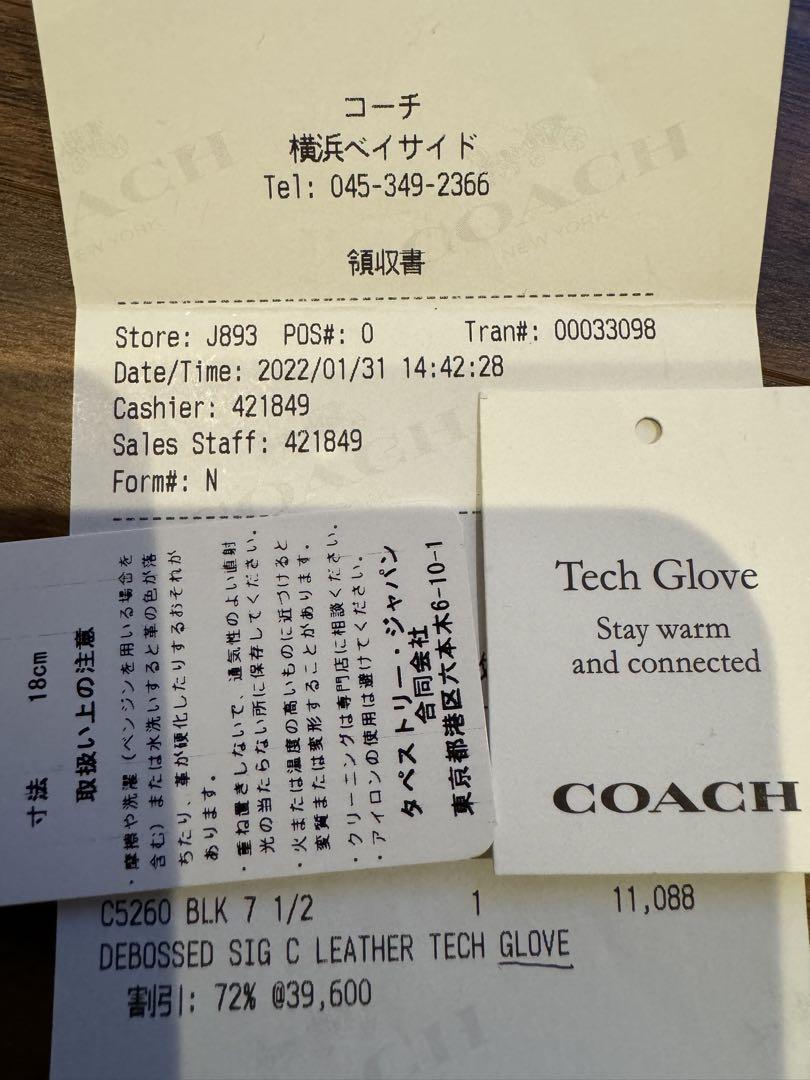 コーチ
横浜ベイサイド
Tel: 045-349-2366
領収書
Store: J893 POS#: 0 Tran#: 00033098
Date/Time: 2022/01/31 14:42:28
Cashier: 421849
Sales Staff: 421849
Form#: N
寸法 18cm
取扱い上の注意
・摩擦や洗濯（ベンジンを用いる場合を
含む）または水洗いすると革の色が落
ちたり、革が硬化したりするおそれが
あります。
・重ね置きしないで、通気性のよい直射
光の当たらない所に保存してください。
・火または温度の高いものに近づけると
変質または変形することがあります。
・クリーニングは専門店に相談ください。
・アイロンの使用は避けてください。
タペストリー・ジャパン
合同会社
東京都港区六本木6-10-1
Tech Glove
Stay warm
and connected
COACH
C5260 BLK 7 1/2 1 11,088
DEBOSSED SIG C LEATHER TECH GLOVE
割引: 72% @39,600
COACH
NEW YORK
COACH
NEW YORK
COACH
COACH